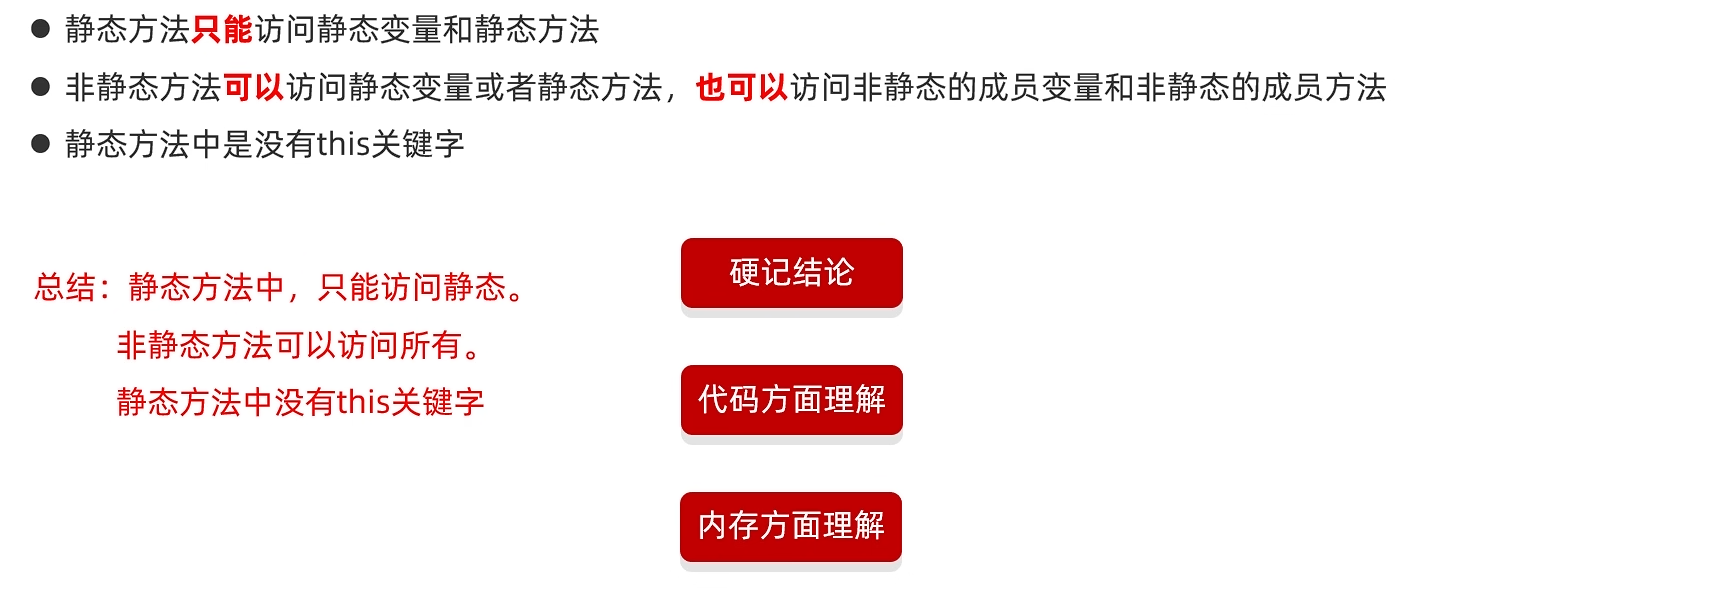 ● 静态方法只能访问静态变量和静态方法
● 非静态方法可以访问静态变量或者静态方法，也可以访问非静态的成员变量和非静态的成员方法
● 静态方法中是没有this关键字
总结：静态方法中，只能访问静态。
非静态方法可以访问所有。
静态方法中没有this关键字
硬记结论
代码方面理解
内存方面理解